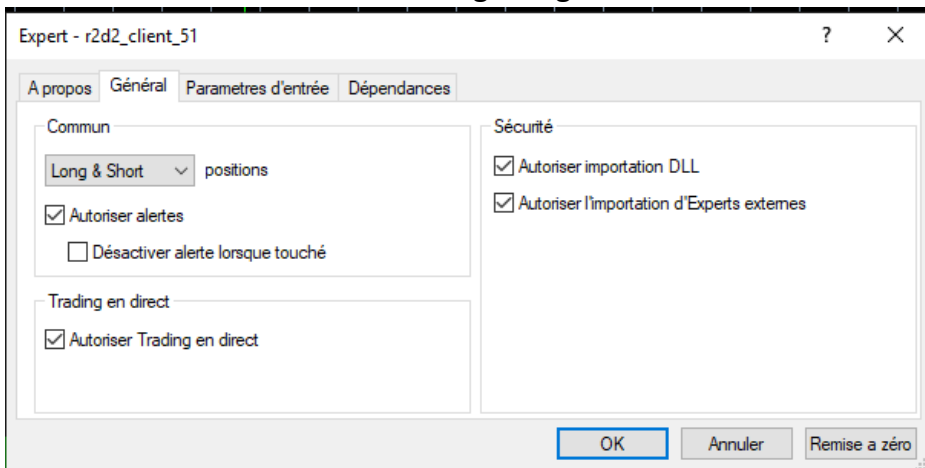 Expert - r2d2_client_51
?
A propos
Général
Parametres d'entrée
Dépendances
Commun
Long & Short
positions
Autoriser alertes
Désactiver alerte lorsque touché
Trading en direct
Autoriser Trading en direct
Sécurité
Autoriser importation DLL
Autoriser l'importation d'Experts externes
OK
Annuler
Remise a zéro